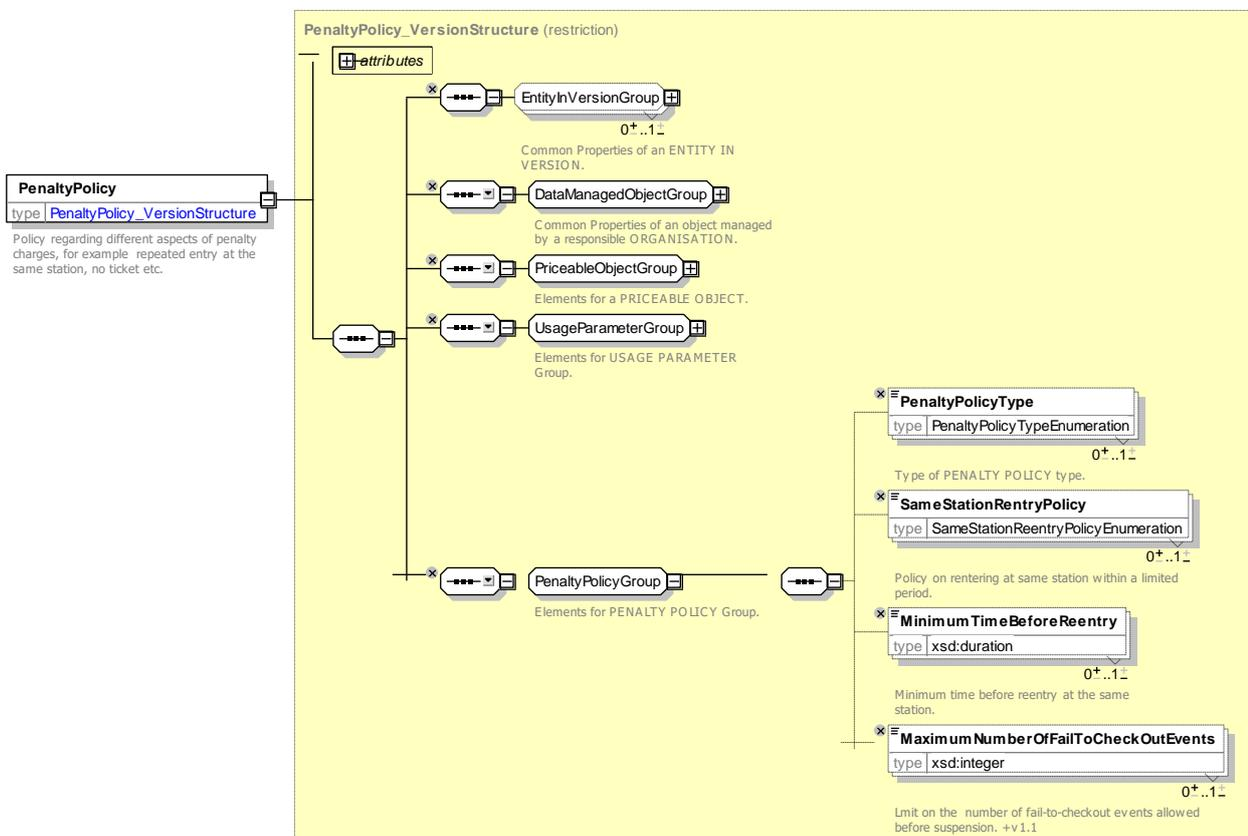 PenaltyPolicy_VersionStructure (restriction)
attributes
EntityInVersionGroup
0..1
Common Properties of an ENTITY IN
VERSION.
PenaltyPolicy
type PenaltyPolicy_VersionStructure
Policy regarding different aspects of penalty
charges, for example repeated entry at the
same station, no ticket etc.
DataManagedObjectGroup
Common Properties of an object managed
by a responsible ORGANISATION.
PriceableObjectGroup
Elements for a PRICEABLE OBJECT.
UsageParameterGroup
Elements for USAGE PARAMETER
Group.
PenaltyPolicyGroup
Elements for PENALTY POLICY Group.
PenaltyPolicyType
type PenaltyPolicyTypeEnumeration
0..1
Type of PENALTY POLICY type.
SameStationRentryPolicy
type SameStationReentryPolicyEnumeration
0..1
Policy on rentering at same station within a limited
period.
MinimumTimeBeforeReentry
type xsd:duration
0..1
Minimum time before reentry at the same
station.
MaximumNumberOfFailToCheckOutEvents
type xsd:integer
0..1
Lmit on the number of fail-to-checkout events allowed
before suspension. +v1.1